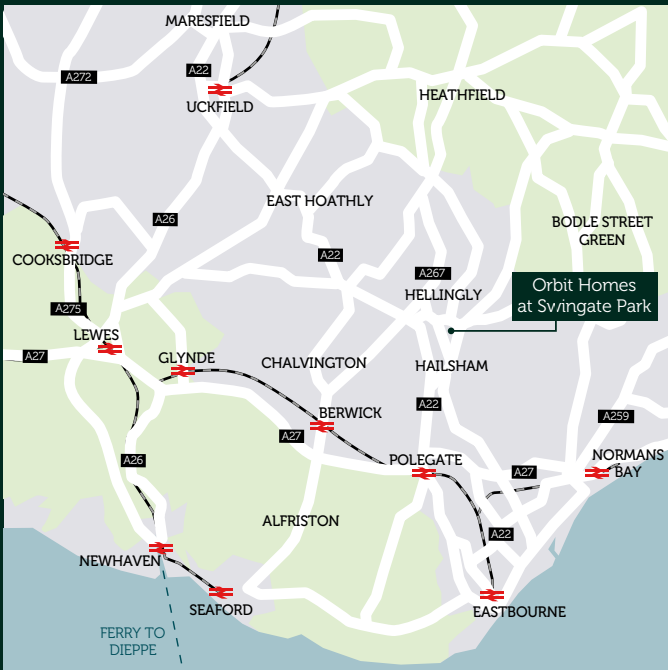 MARESFIELD
A272
A22
UCKFIELD
HEATHFIELD
EAST HOATHLY
A26
BODLE STREET
GREEN
COOKSBRIDGE
A22
A267
HELLINGLY
Orbit Homes
at Swingate Park
A275
LEWES
A27
GLYNDE
CHALVINGTON
HAILSHAM
A22
BERWICK
A259
A27
A26
POLEGATE
A27
NORMANS
BAY
ALFRISTON
A22
NEWHAVEN
SEAFORD
EASTBOURNE
FERRY TO
DIEPPE